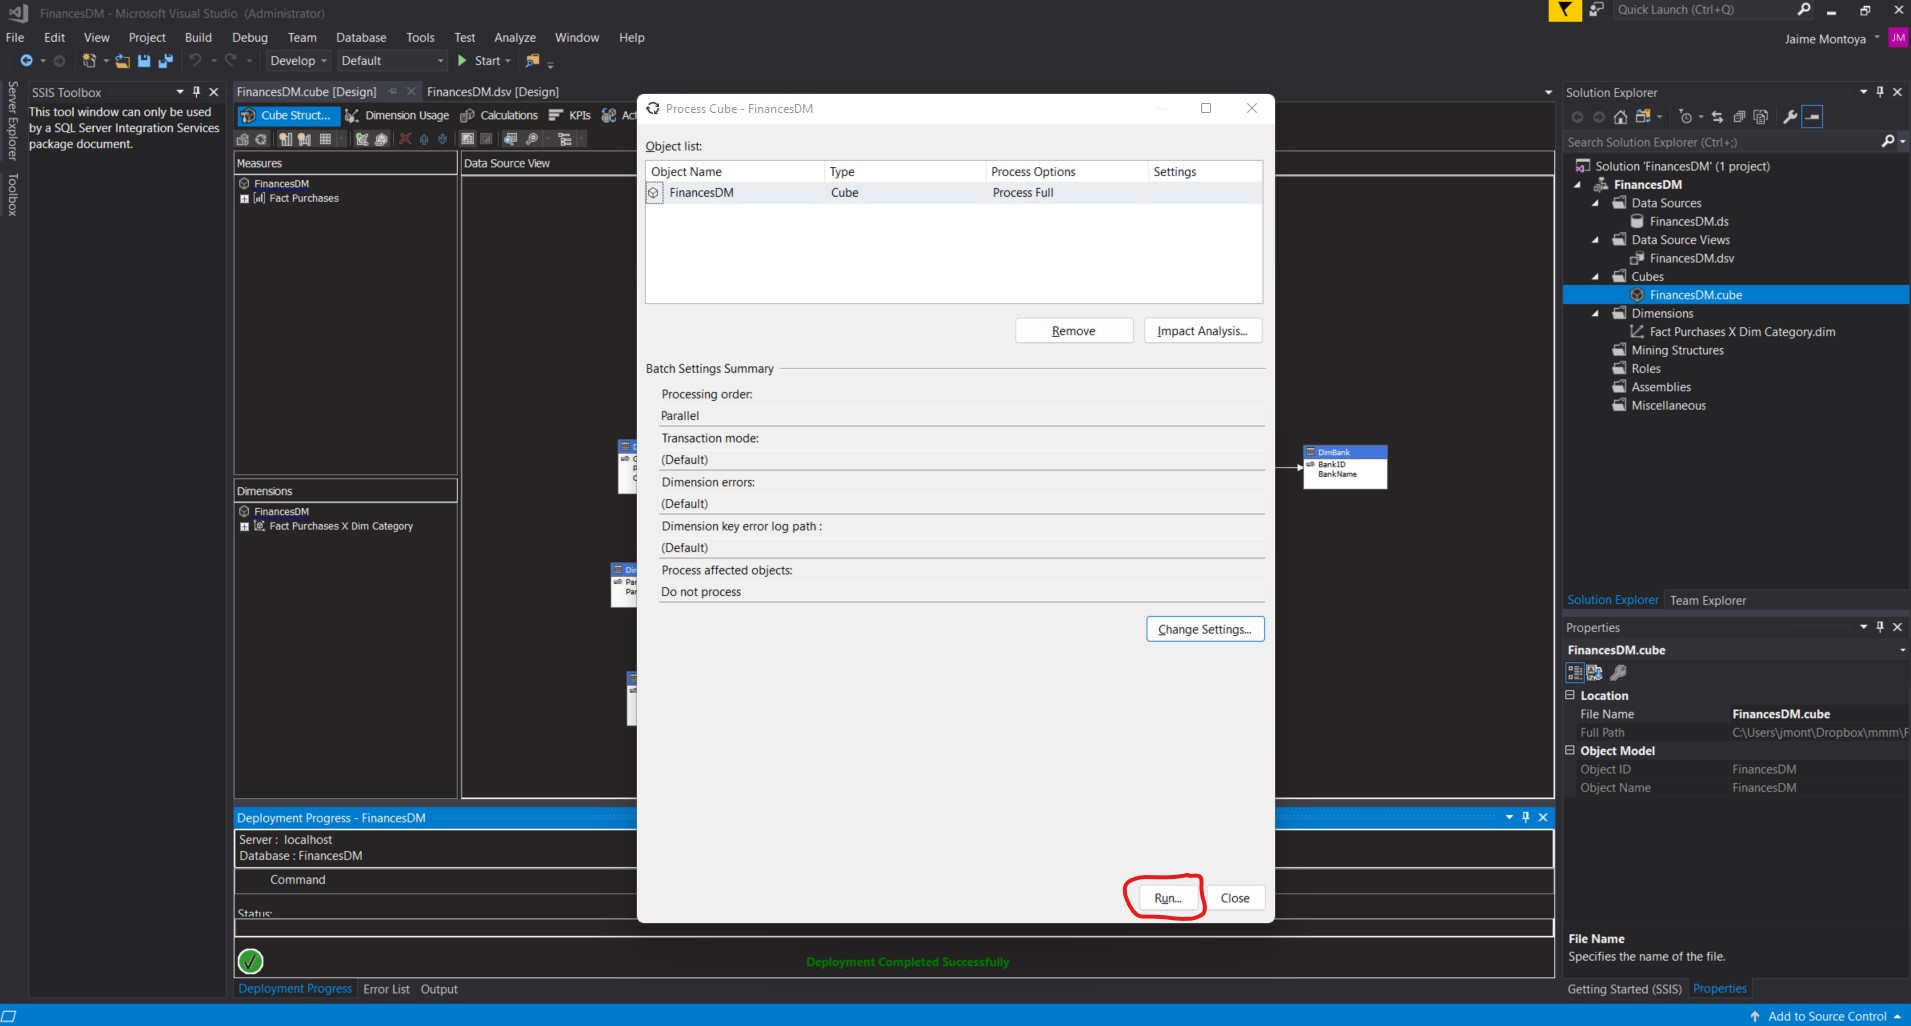 FinancesDM - Microsoft Visual Studio (Administrator)
Quick Launch (Ctrl+Q)
File Edit View Project Build Debug Team Database Tools Test Analyze Window Help
Jaime Montoya JM
Develop Default Start
Server Explorer
Toolbox
SSIS Toolbox
This tool window can only be used
by a SQL Server Integration Services
package document.
FinancesDM.cube [Design] FinancesDM.dsv [Design]
Cube Struct... Dimension Usage Calculations KPIs
Measures
FinancesDM
Fact Purchases
Data Source View
Dimensions
FinancesDM
Fact Purchases X Dim Category
DimBank
BankID
BankName
Process Cube - FinancesDM
Object list:
Object Name Type Process Options Settings
FinancesDM Cube Process Full
Remove Impact Analysis...
Batch Settings Summary
Processing order:
Parallel
Transaction mode:
(Default)
Dimension errors:
(Default)
Dimension key error log path :
(Default)
Process affected objects:
Do not process
Change Settings...
Run... Close
Deployment Progress - FinancesDM
Server : localhost
Database : FinancesDM
Command
Status:
Deployment Completed Successfully
Deployment Progress Error List Output
Solution Explorer
Search Solution Explorer (Ctrl+;)
Solution 'FinancesDM' (1 project)
FinancesDM
Data Sources
FinancesDM.ds
Data Source Views
FinancesDM.dsv
Cubes
FinancesDM.cube
Dimensions
Fact Purchases X Dim Category.dim
Mining Structures
Roles
Assemblies
Miscellaneous
Solution Explorer Team Explorer
Properties
FinancesDM.cube
Location
File Name FinancesDM.cube
Full Path C:\Users\jmont\Dropbox\mmm\F
Object Model
Object ID FinancesDM
Object Name FinancesDM
File Name
Specifies the name of the file.
Getting Started (SSIS) Properties
Add to Source Control